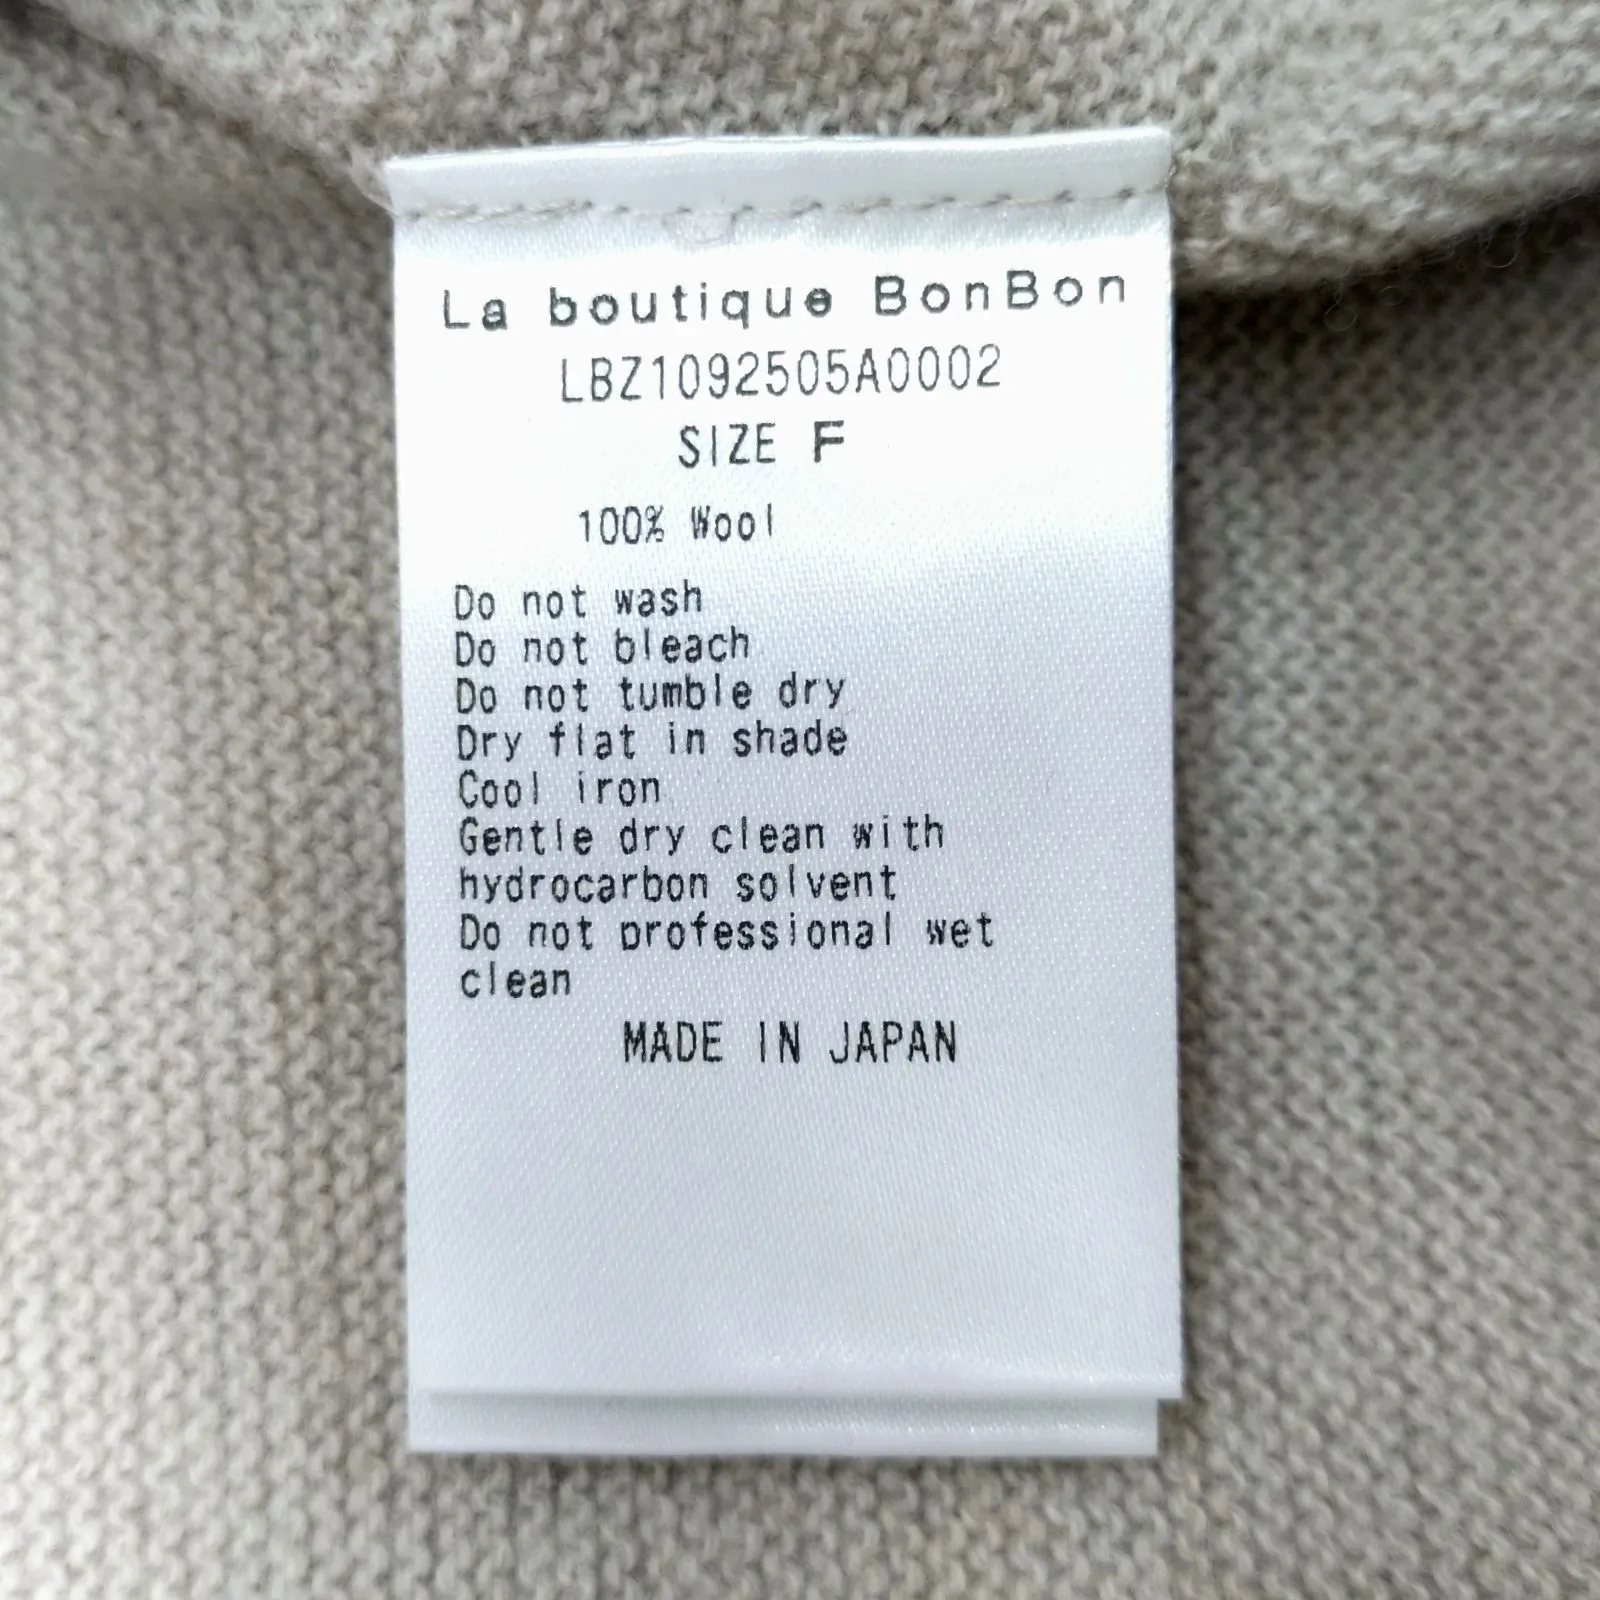 La boutique BonBon
LBZ1092505A0002
SIZE F
100% Wool
Do not wash
Do not bleach
Do not tumble dry
Dry flat in shade
Cool iron
Gentle dry clean with
hydrocarbon solvent
Do not professional wet
clean
MADE IN JAPAN